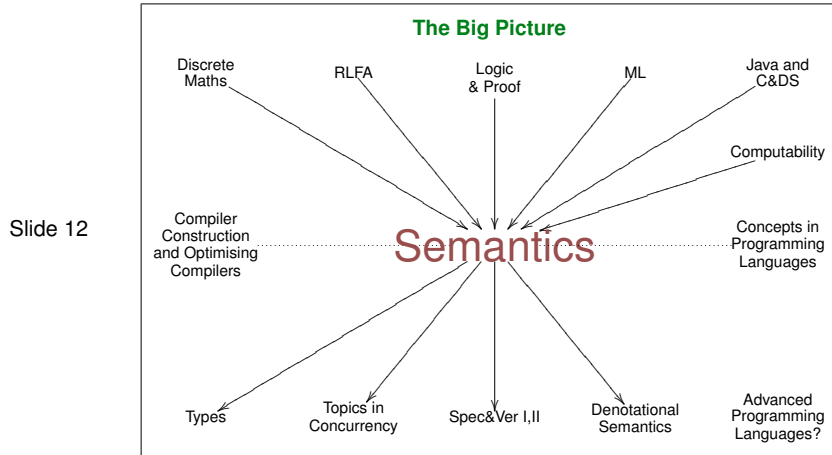 The Big Picture
Discrete
Maths
RLFA
Logic
& Proof
ML
Java and
C&DS
Computability
Slide 12
Compiler
Construction
and Optimising
Compilers
Semantics
Concepts in
Programming
Languages
Types
Topics in
Concurrency
Spec&Ver I,II
Denotational
Semantics
Advanced
Programming
Languages?